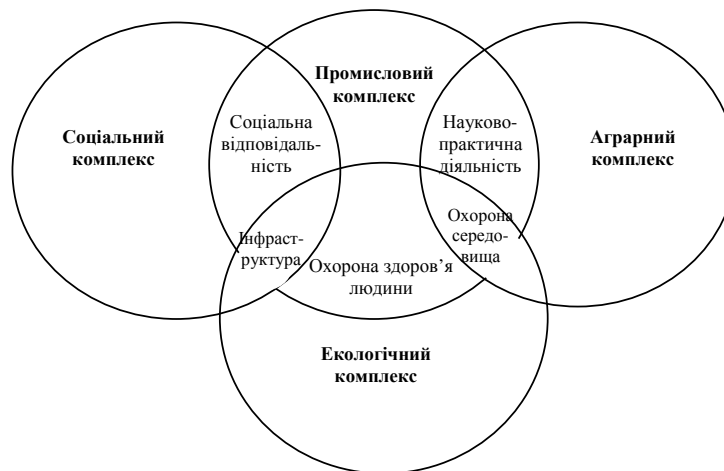 Промисловий
комплекс
Соціальний
комплекс
Соціальна
відповідаль-
ність
Науково-
практична
діяльність
Аграрний
комплекс
Інфраст-
руктура
Охорона здоров’я
людини
Охорона
середо-
вища
Екологічний
комплекс